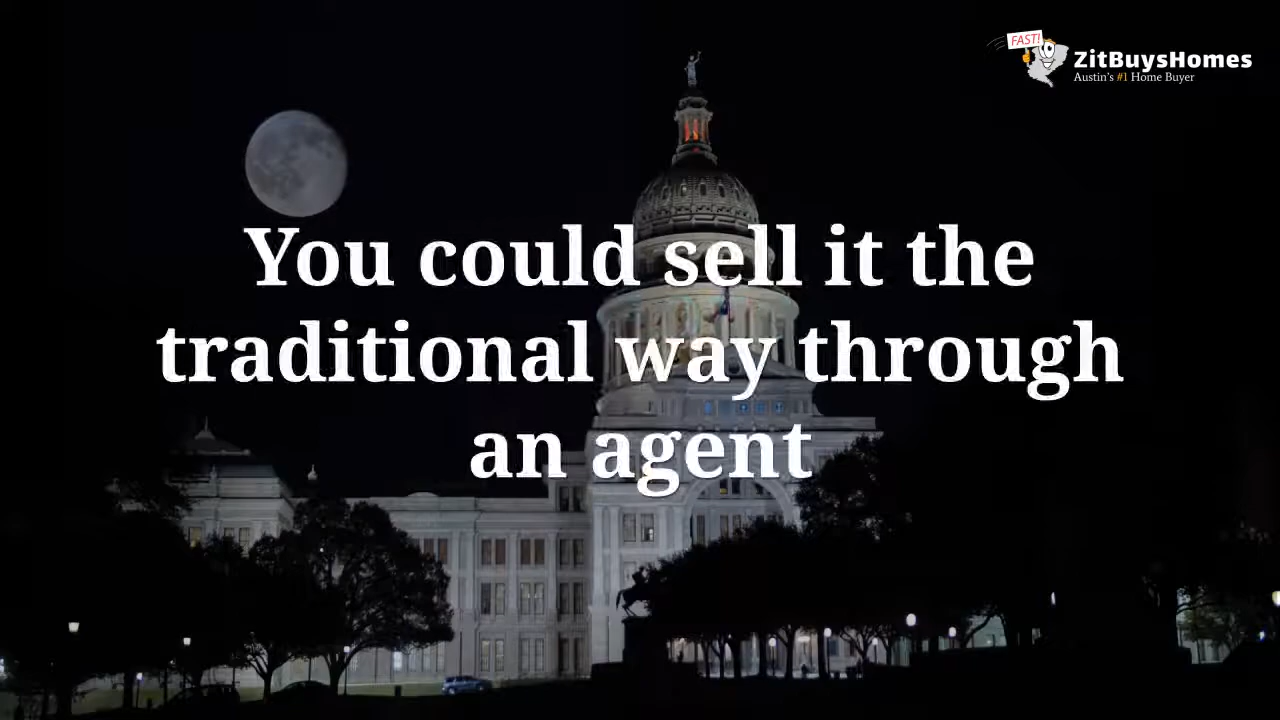 FAST!
ZitBuysHomes
Austin's #1 Home Buyer
You could sell it the
traditional way through
an agent